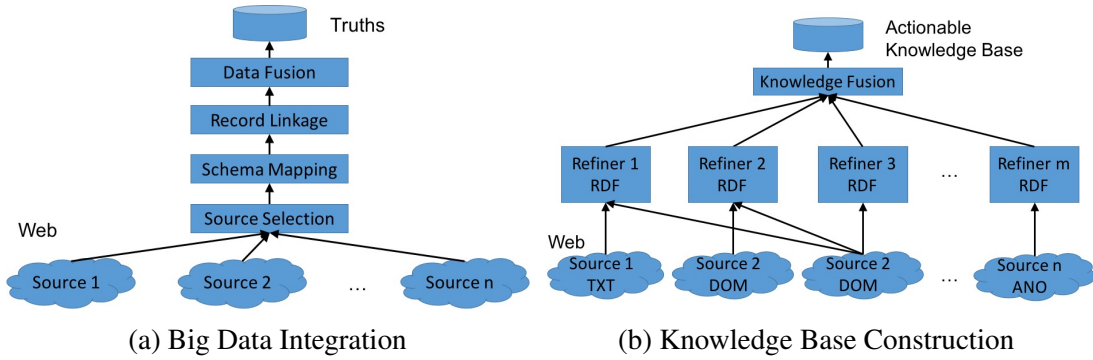 Truths
Data Fusion
Record Linkage
Schema Mapping
Source Selection
Web
Source 1
Source 2
...
Source n
(a) Big Data Integration
Actionable
Knowledge Base
Knowledge Fusion
Refiner 1
RDF
Refiner 2
RDF
Refiner 3
RDF
...
Refiner m
RDF
Web
Source 1
TXT
Source 2
DOM
Source 2
DOM
...
Source n
ANO
(b) Knowledge Base Construction